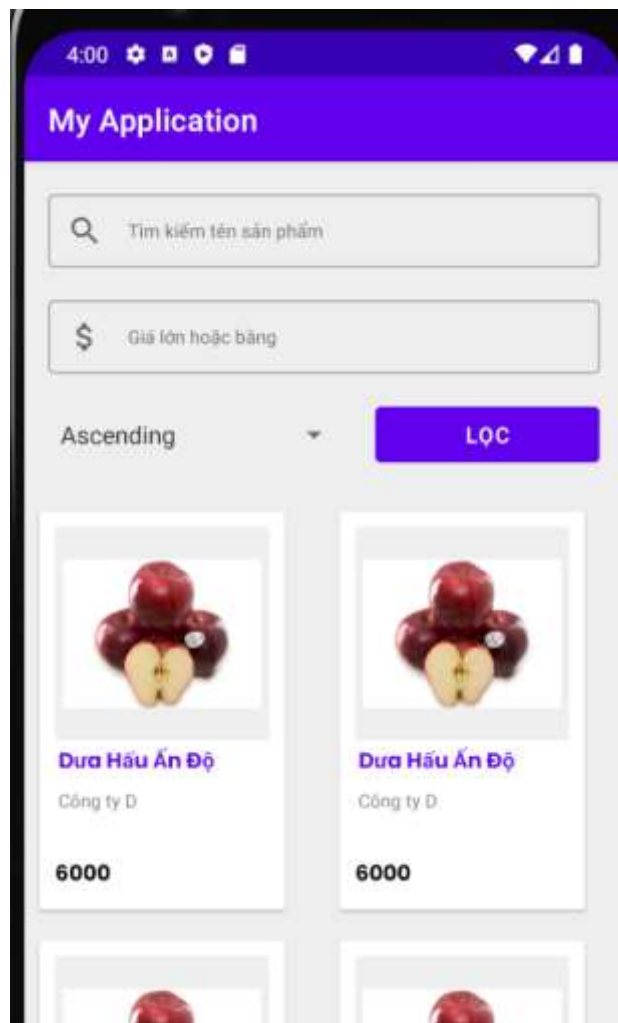 4:00
My Application
Tìm kiếm tên sản phẩm
Giá lớn hoặc bằng
Ascending
LỌC
Dưa Hấu Ấn Độ
Dưa Hấu Ấn Độ
Công ty D
Công ty D
6000
6000